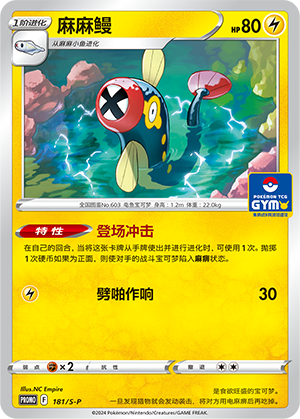 1阶进化 麻麻鳗 HP80
从麻麻小鱼进化
全国图鉴No.603 电鱼宝可梦 身高:1.2m 体重:22.0kg
POKÉMON TCG
GYM
特性 登场冲击
在自己的回合,当将这张卡牌从手牌使出并进行进化时,可使用1次。抛掷
1次硬币如果为正面,则使对手的战斗宝可梦陷入麻痹状态。
劈啪作响 30
弱点 ×2 抵抗力 撤退
Illus.NC Empire
PROMO F 181/S-P
是食欲旺盛的宝可梦。
一旦发现猎物就会发动袭击,将对方用电麻痹后再吃掉。
©2024 Pokémon/Nintendo/Creatures/GAME FREAK.